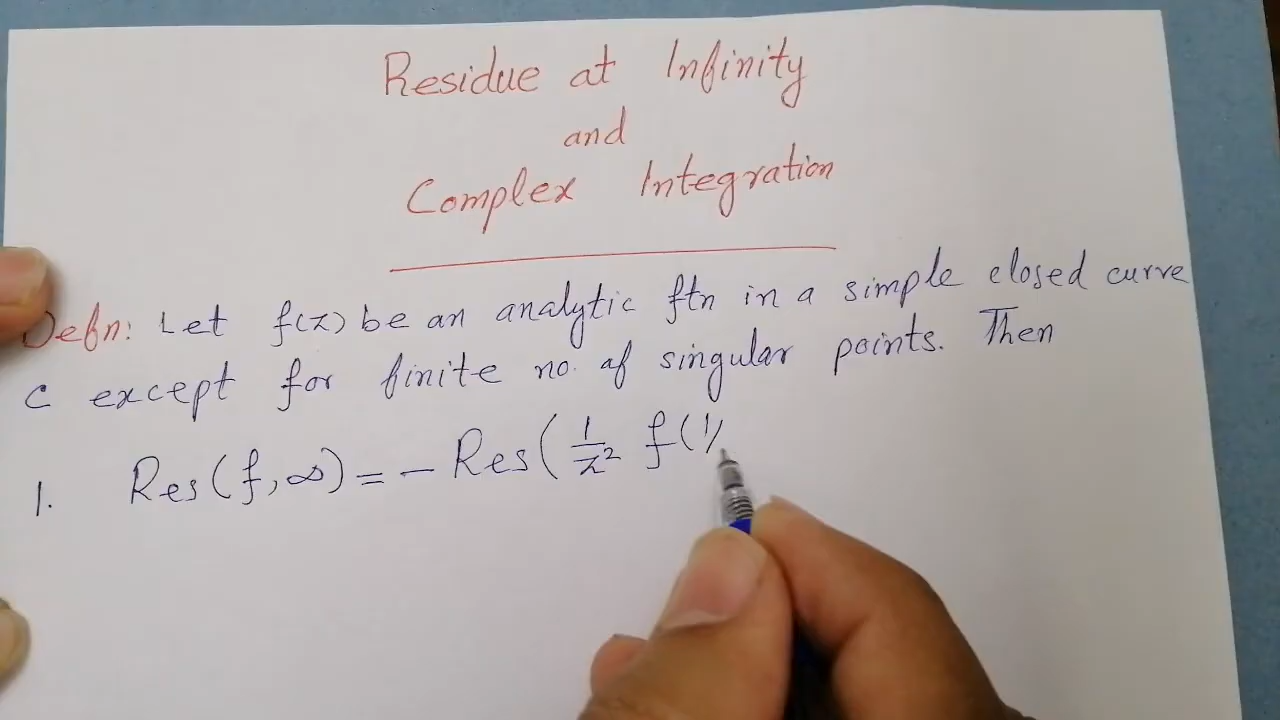 Residue at Infinity
and
Complex Integration
Defn: Let f(z) be an analytic ftn in a simple closed curve
C except for finite no. of singular points. Then
1. Res(f,∞) = - Res(1/z² f(1/